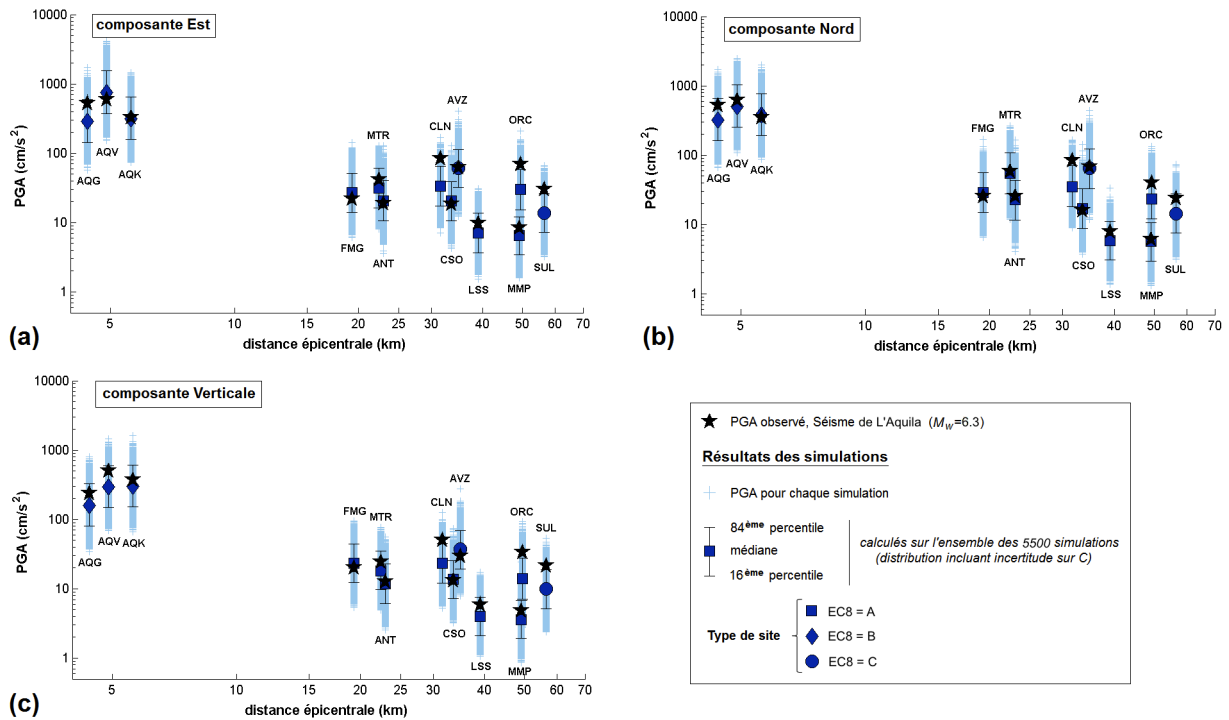 composante Est
10000
1000
100
10
1
PGA (cm/s²)
AQG
AQV
AQK
FMG
MTR
ANT
CLN
AVZ
CSO
LSS
ORC
MMP
SUL
5 10 15 20 25 30 40 50 60 70
distance épicentrale (km)
(a)
composante Nord
10000
1000
100
10
1
PGA (cm/s²)
AQG
AQV
AQK
FMG
MTR
ANT
CLN
AVZ
CSO
LSS
ORC
MMP
SUL
5 10 15 20 25 30 40 50 60 70
distance épicentrale (km)
(b)
composante Verticale
10000
1000
100
10
1
PGA (cm/s²)
AQG
AQV
AQK
FMG
MTR
ANT
CLN
AVZ
CSO
LSS
ORC
MMP
SUL
5 10 15 20 25 30 40 50 60 70
distance épicentrale (km)
(c)
PGA observé, Séisme de L'Aquila (Mw=6.3)
Résultats des simulations
PGA pour chaque simulation
84ème percentile
médiane
16ème percentile
calculés sur l'ensemble des 5500 simulations
(distribution incluant incertitude sur C)
Type de site
EC8 = A
EC8 = B
EC8 = C